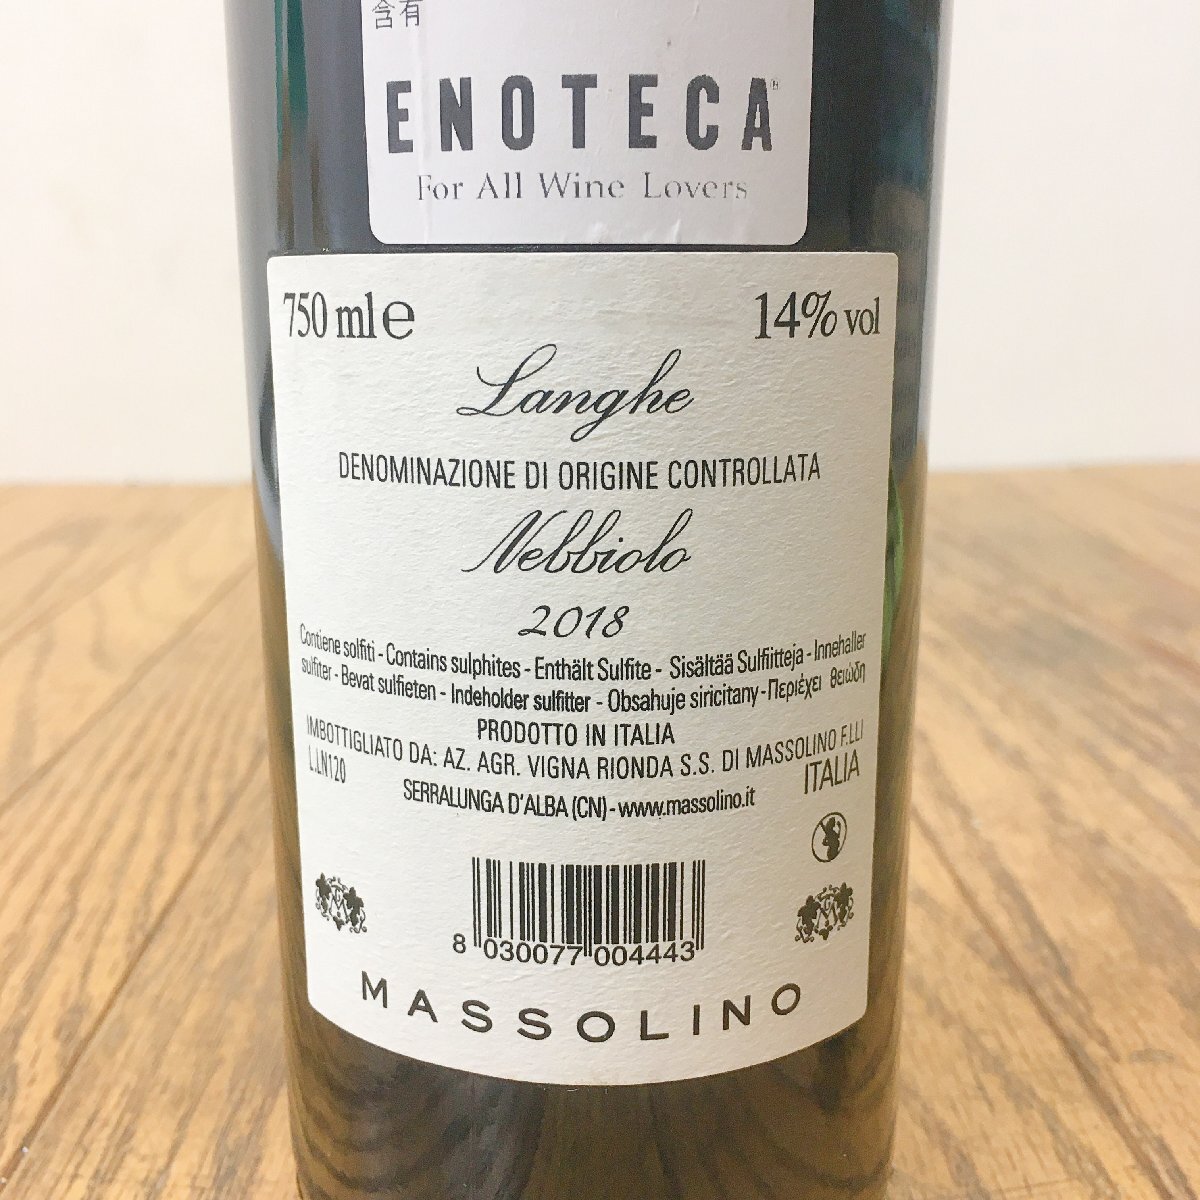 含有
ENOTECA
For All Wine Lovers
750 ml e 14% vol
Langhe
DENOMINAZIONE DI ORIGINE CONTROLLATA
Nebbiolo
2018
Contiene solfiti - Contains sulphites - Enthält Sulfite - Sisältää Sulfiitteja - Innehaller
sulfiter - Bevat sulfieten - Indeholder sulfitter - Obsahuje siricitany - Περιέχει θειώδη
PRODOTTO IN ITALIA
IMBOTTIGLIATO DA: AZ. AGR. VIGNA RIONDA S.S. DI MASSOLINO F.LLI
L.LN120 SERRALUNGA D'ALBA (CN) - www.massolino.it ITALIA
8 030077 004443
MASSOLINO